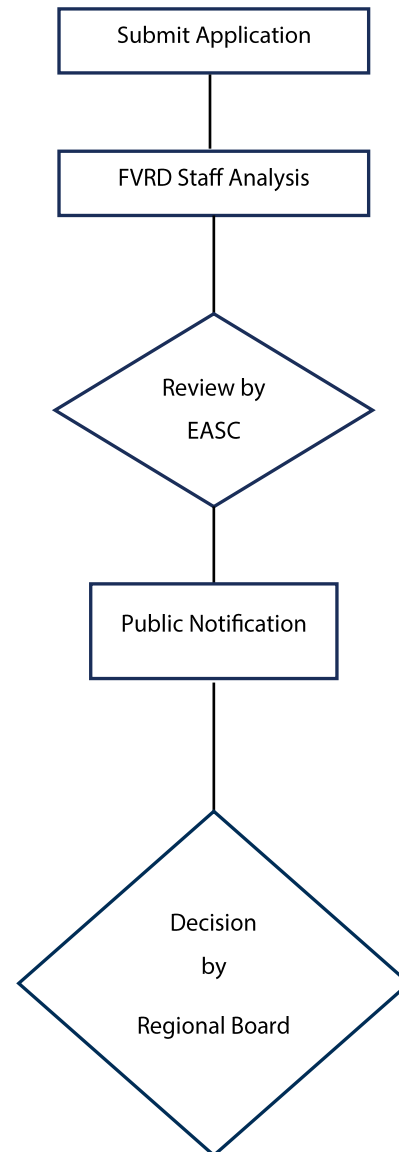 Submit Application
FVRD Staff Analysis
Review by
EASC
Public Notification
Decision
by
Regional Board